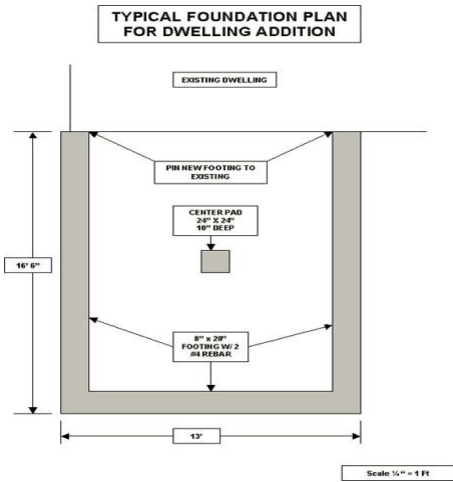 TYPICAL FOUNDATION PLAN
FOR DWELLING ADDITION
EXISTING DWELLING
PIN NEW FOOTING TO
EXISTING
CENTER PAD
24" X 24"
10" DEEP
16' 6"
8" x 20"
FOOTING W/ 2
#4 REBAR
13'
Scale ¼" = 1 Ft